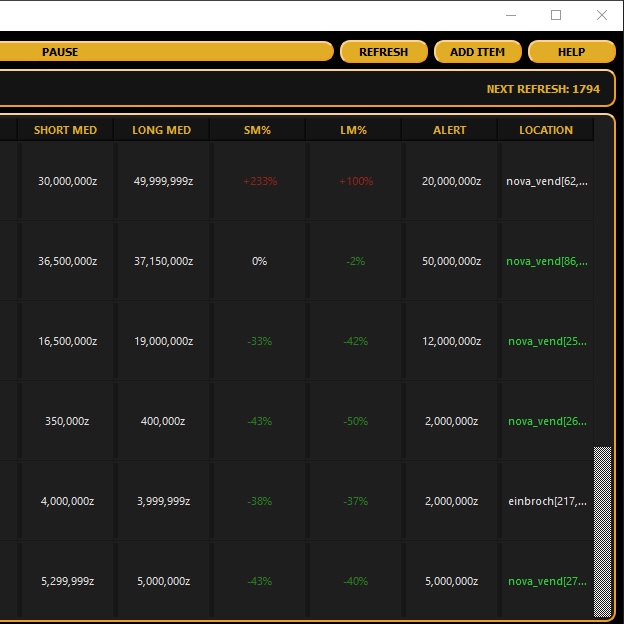 PAUSE REFRESH ADD ITEM HELP
NEXT REFRESH: 1794
SHORT MED LONG MED SM% LM% ALERT LOCATION
30,000,000z 49,999,999z +233% +100% 20,000,000z nova_vend[62,...
36,500,000z 37,150,000z 0% -2% 50,000,000z nova_vend[86,...
16,500,000z 19,000,000z -33% -42% 12,000,000z nova_vend[25...
350,000z 400,000z -43% -50% 2,000,000z nova_vend[26...
4,000,000z 3,999,999z -38% -37% 2,000,000z einbroch[217,...
5,299,999z 5,000,000z -43% -40% 5,000,000z nova_vend[27...